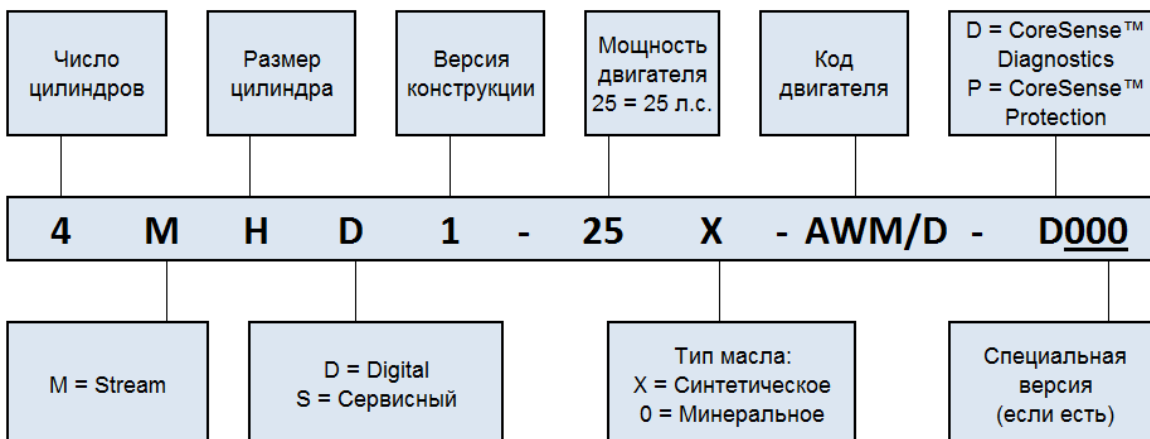 Число
цилиндров
Размер
цилиндра
Версия
конструкции
Мощность
двигателя
25 = 25 л.с.
Код
двигателя
D = CoreSense™
Diagnostics
P = CoreSense™
Protection
4 M H D 1 - 25 X - AWM/D - D000
M = Stream
D = Digital
S = Сервисный
Тип масла:
X = Синтетическое
0 = Минеральное
Специальная
версия
(если есть)